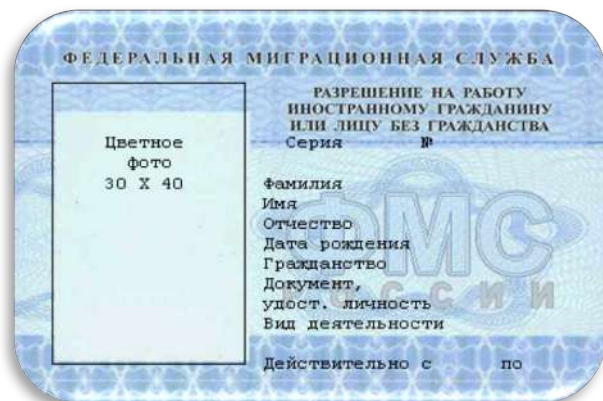 ФЕДЕРАЛЬНАЯ МИГРАЦИОННАЯ СЛУЖБА
РАЗРЕШЕНИЕ НА РАБОТУ
ИНОСТРАННОМУ ГРАЖДАНИНУ
ИЛИ ЛИЦУ БЕЗ ГРАЖДАНСТВА
Серия №
Цветное
фото
30 X 40
Фамилия
Имя
Отчество
Дата рождения
Гражданство
Документ,
удост. личность
Вид деятельности
Действительно с по
ФМС
РОССИИ